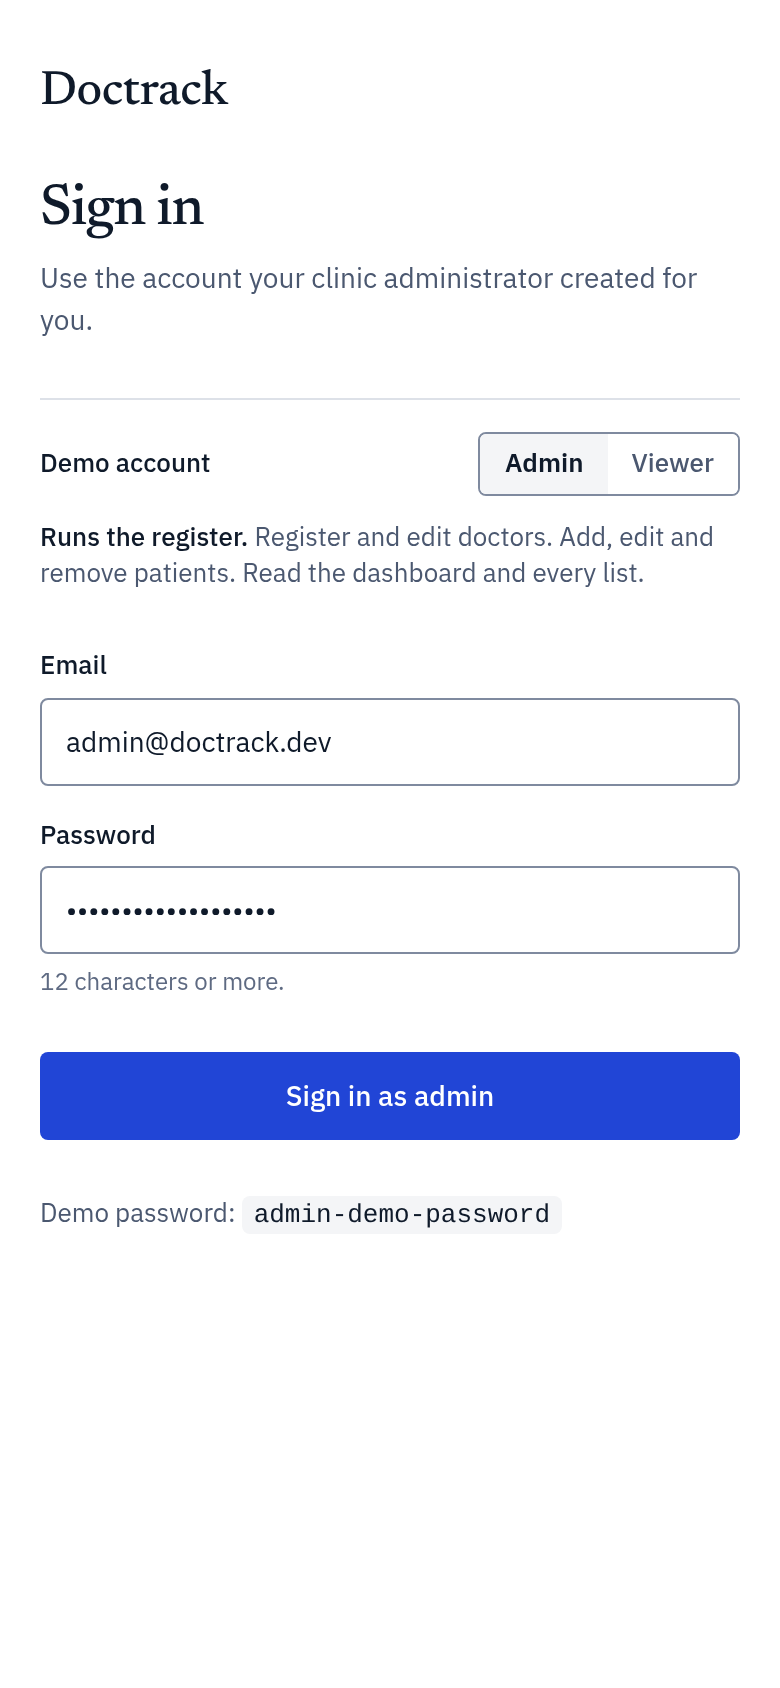 Doctrack
Sign in
Use the account your clinic administrator created for
you.
Demo account
Admin
Viewer
Runs the register. Register and edit doctors. Add, edit and
remove patients. Read the dashboard and every list.
Email
admin@doctrack.dev
Password
•••••••••••••••••••
12 characters or more.
Sign in as admin
Demo password: admin-demo-password